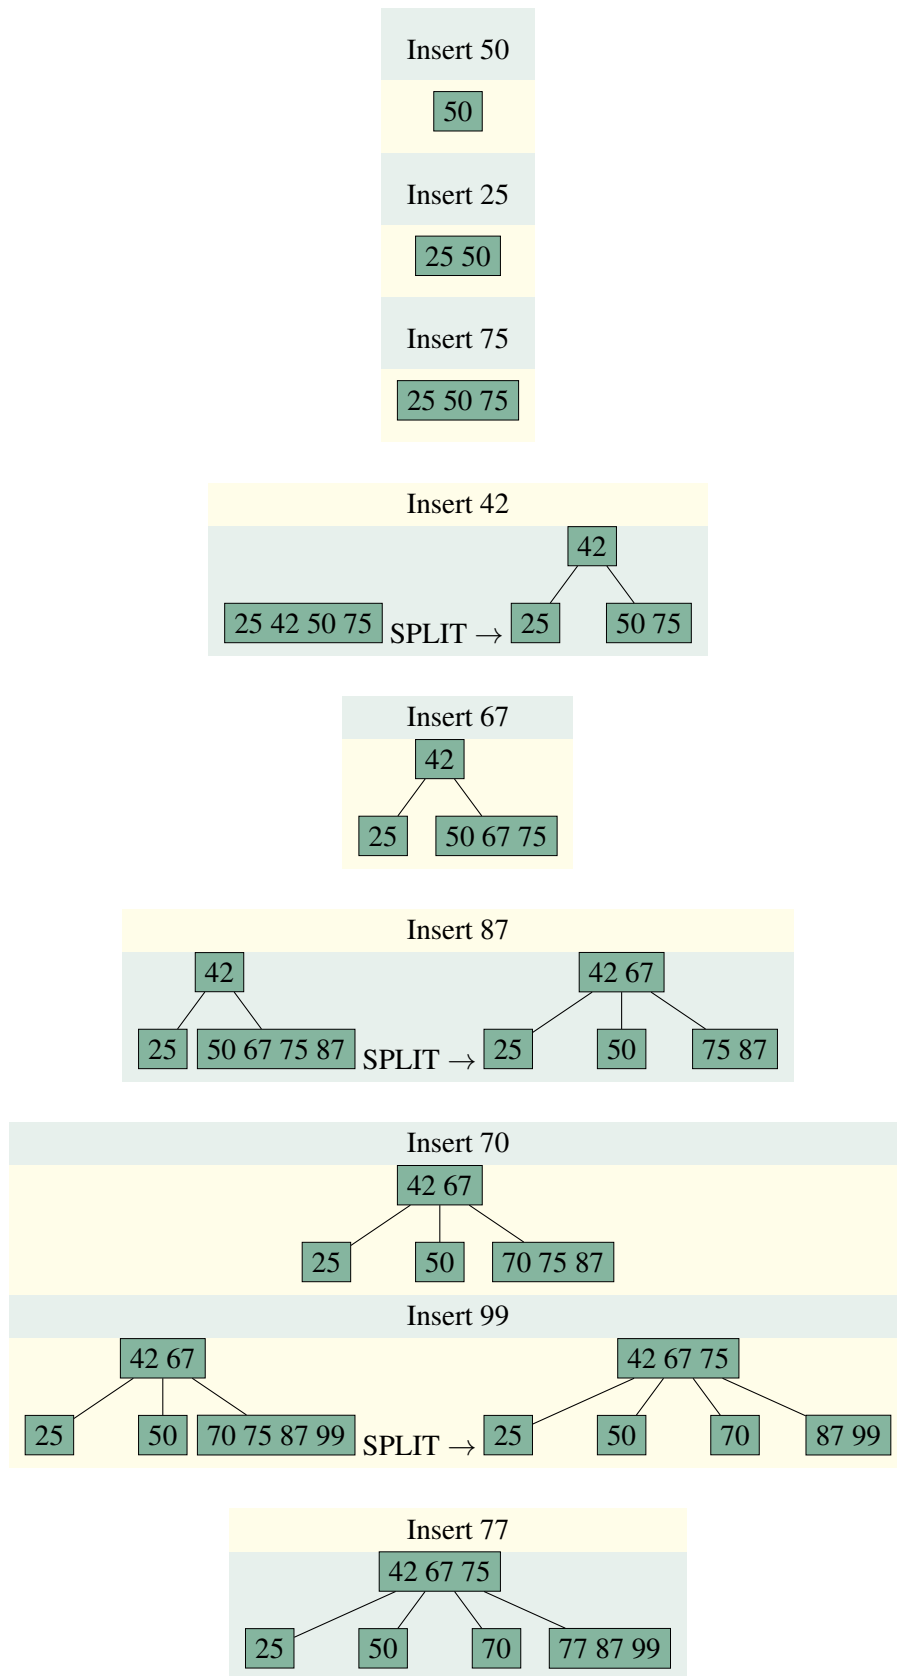 Insert 50
50
Insert 25
25 50
Insert 75
25 50 75
Insert 42
42
25 42 50 75 SPLIT → 25 50 75
Insert 67
42
25 50 67 75
Insert 87
42 42 67
25 50 67 75 87 SPLIT → 25 50 75 87
Insert 70
42 67
25 50 70 75 87
Insert 99
42 67 42 67 75
25 50 70 75 87 99 SPLIT → 25 50 70 87 99
Insert 77
42 67 75
25 50 70 77 87 99